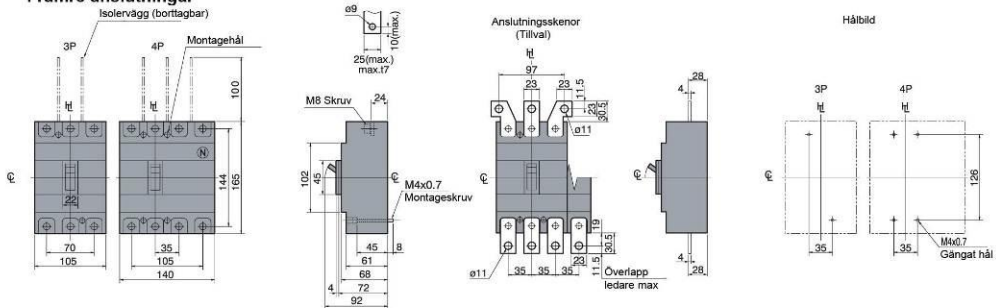 Isolervägg (borttagbar)
3P
4P
Montagehål
100
144
165
22
70
35
105
105
140
ø9
10(max.)
25(max.)
max.t7
24
M8 Skruv
102
45
M4x0.7
Montageskruv
45
8
61
68
4
72
92
Anslutningsskenor
(Tillval)
97
23
23
11.5
23
30.5
ø11
19
30.5
ø11
35
35
35
23
11.5
Överlapp
ledare max
28
4
4
28
Hålbild
3P
4P
126
35
35
M4x0.7
Gängat hål
N